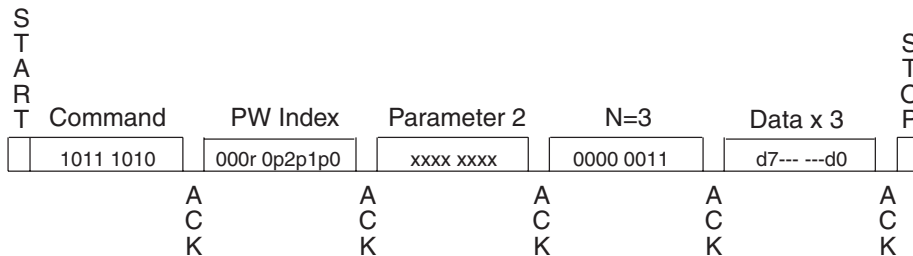 START
Command
PW Index
Parameter 2
N=3
Data x 3
STOP
1011 1010
000r 0p2p1p0
xxxx xxxx
0000 0011
d7--- ---d0
ACK
ACK
ACK
ACK
ACK